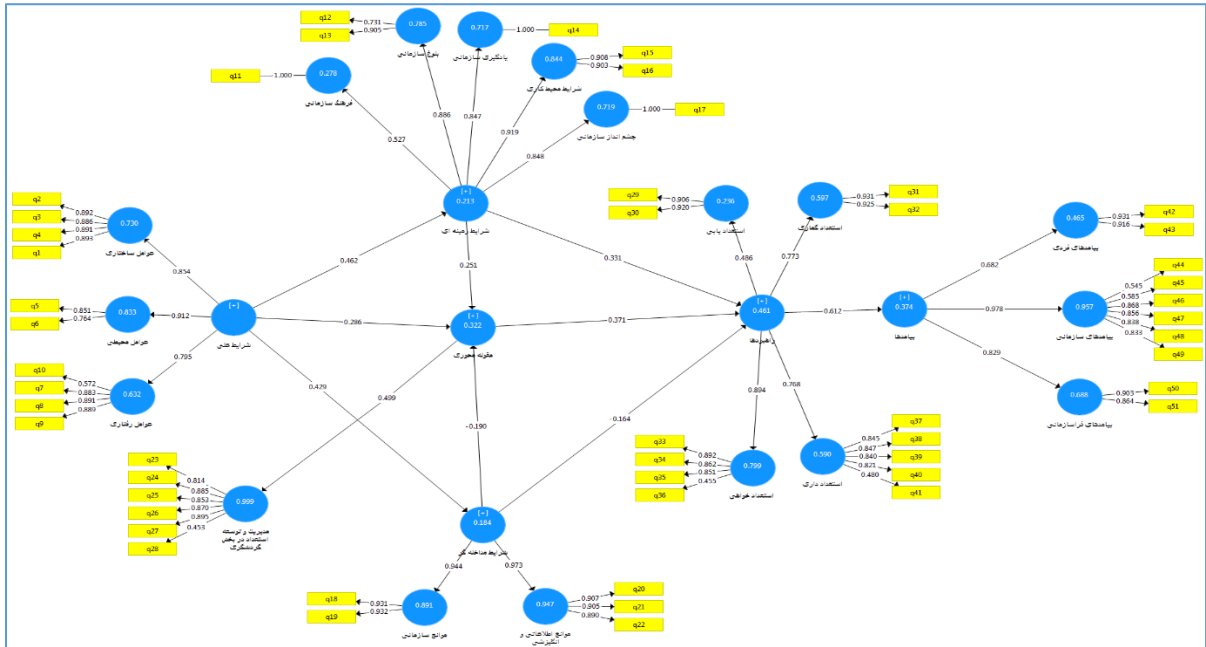 q12
0.731
q13
0.905
0.785
بلوغ سازمانی
0.717
یادگیری سازمانی
1.000
q14
q11
1.000
0.278
فرهنگ سازمانی
0.844
شرایط محیط کاری
0.908
q15
0.903
q16
0.719
چشم انداز سازمانی
1.000
q17
0.527
0.886
0.847
0.919
0.848
[+]
0.213
شرایط زمینه ای
q2
0.892
q3
0.886
q4
0.891
q1
0.893
0.730
عوامل ساختاری
0.854
q5
0.851
q6
0.764
0.833
عوامل محیطی
0.912
q10
0.572
q7
0.883
q8
0.891
q9
0.889
0.632
عوامل رفتاری
0.795
[+]
شرایط علی
0.462
0.286
0.429
0.251
0.331
[+]
0.322
مقوله محوری
0.371
0.499
-0.190
-0.164
q23
0.814
q24
0.885
q25
0.853
q26
0.870
q27
0.895
q28
0.453
0.999
مدیریت و توسعه
استعداد در بخش
گردشگری
[+]
0.184
شرایط مداخله گر
0.944
0.973
q18
0.931
q19
0.932
0.891
موانع سازمانی
0.947
موانع اطلاعاتی و
انگیزشی
0.907
q20
0.905
q21
0.890
q22
q29
0.906
q30
0.920
0.236
استعداد یابی
0.486
0.597
استعداد گماری
0.931
q31
0.925
q32
0.773
[+]
0.461
راهبردها
0.612
0.894
0.768
q33
0.892
q34
0.862
q35
0.851
q36
0.455
0.799
0.590
استعداد داری
0.845
q37
0.847
q38
0.840
q39
0.821
q40
0.480
q41
[+]
0.374
پیامدها
0.682
0.978
0.829
0.465
پیامدهای فردی
0.931
q42
0.916
q43
0.957
پیامدهای سازمانی
0.545
q44
0.585
q45
0.868
q46
0.856
q47
0.838
q48
0.833
q49
0.688
پیامدهای فراسازمانی
0.903
q50
0.864
q51